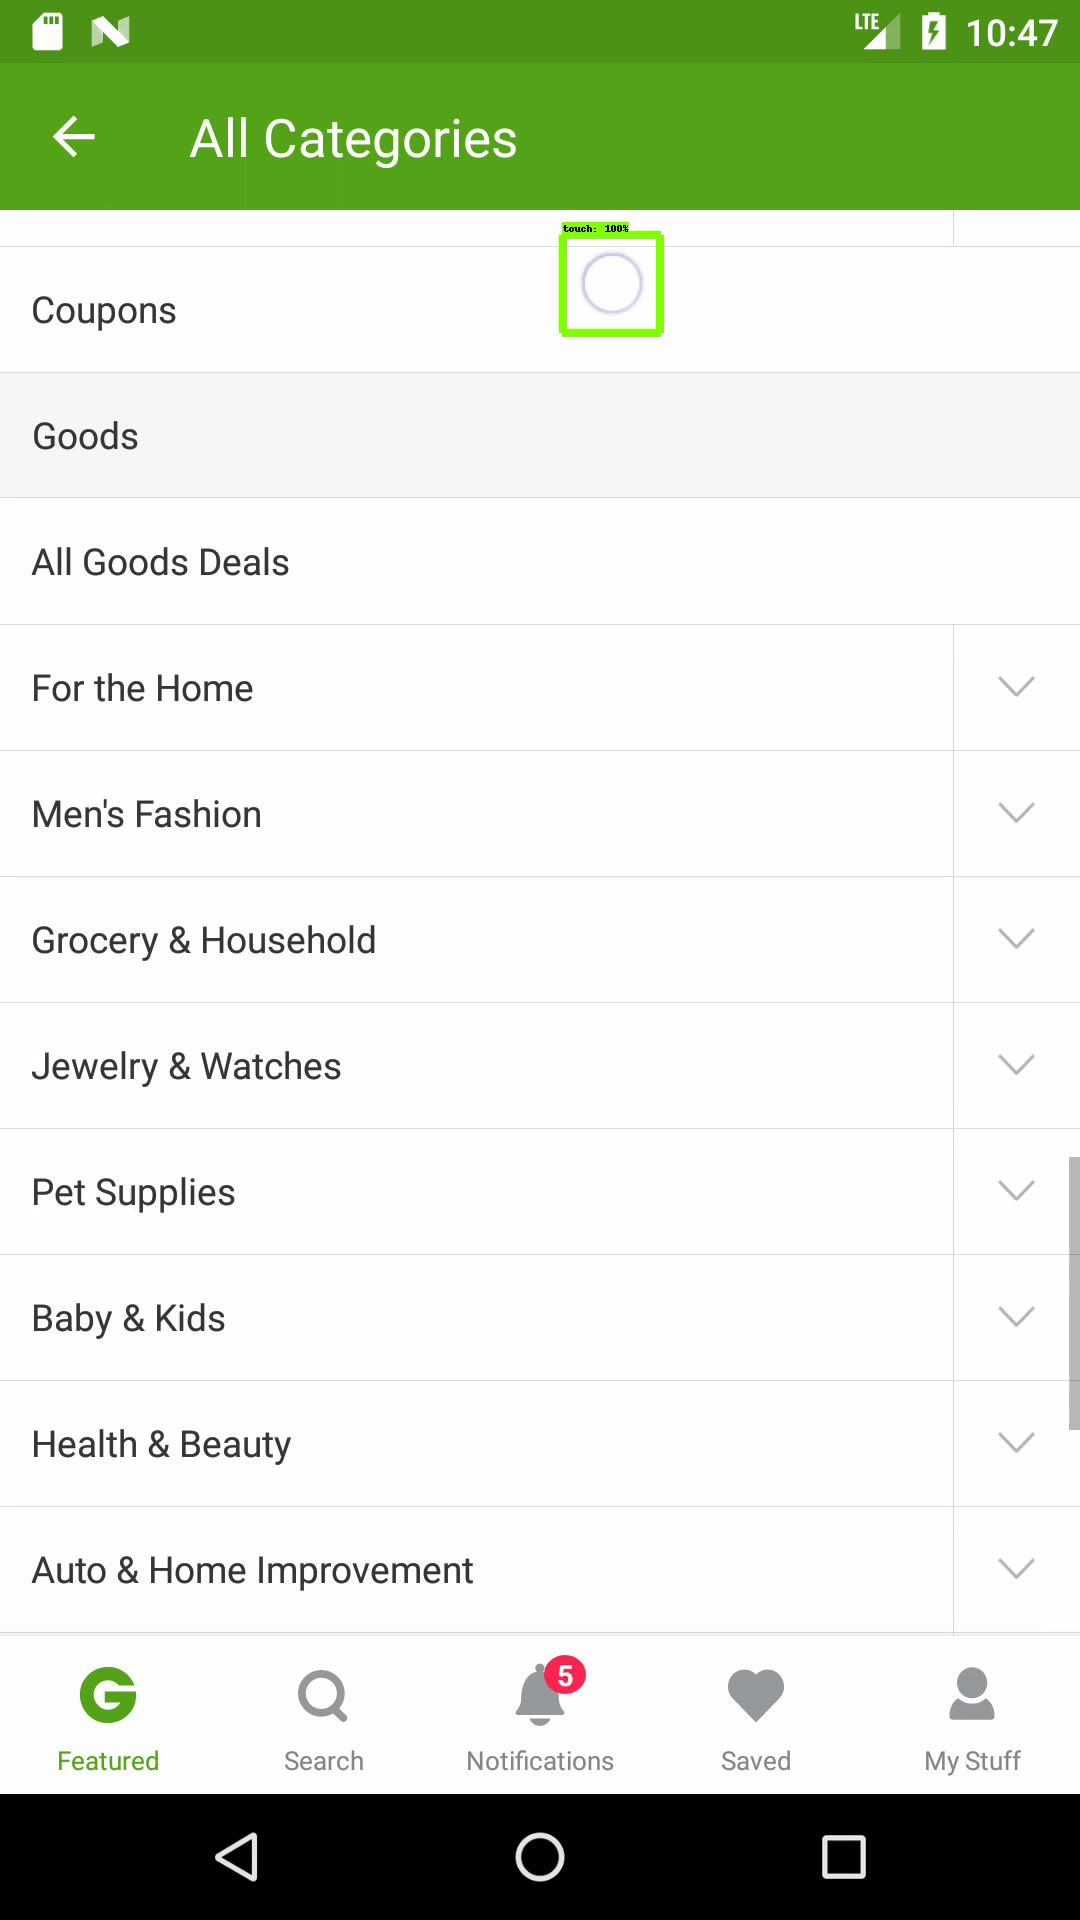 LTE 10:47
All Categories
touch: 100%
Coupons
Goods
All Goods Deals
For the Home
Men's Fashion
Grocery & Household
Jewelry & Watches
Pet Supplies
Baby & Kids
Health & Beauty
Auto & Home Improvement
5
Featured Search Notifications Saved My Stuff